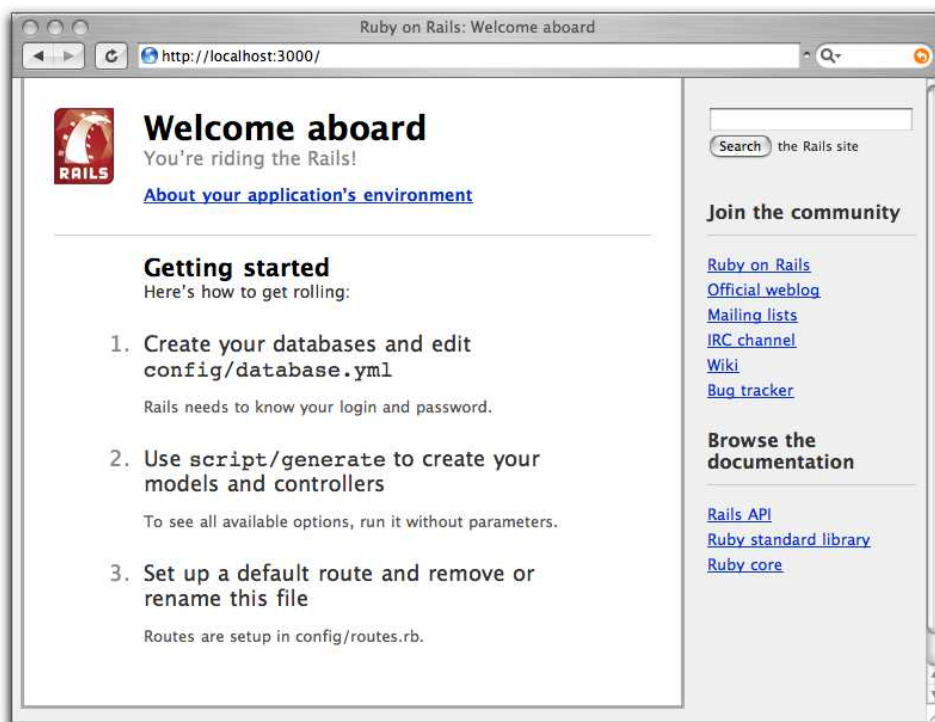 Ruby on Rails: Welcome aboard
http://localhost:3000/
RAILS
Welcome aboard
You're riding the Rails!
About your application's environment
Getting started
Here's how to get rolling:
1. Create your databases and edit
config/database.yml
Rails needs to know your login and password.
2. Use script/generate to create your
models and controllers
To see all available options, run it without parameters.
3. Set up a default route and remove or
rename this file
Routes are setup in config/routes.rb.
Search the Rails site
Join the community
Ruby on Rails
Official weblog
Mailing lists
IRC channel
Wiki
Bug tracker
Browse the
documentation
Rails API
Ruby standard library
Ruby core